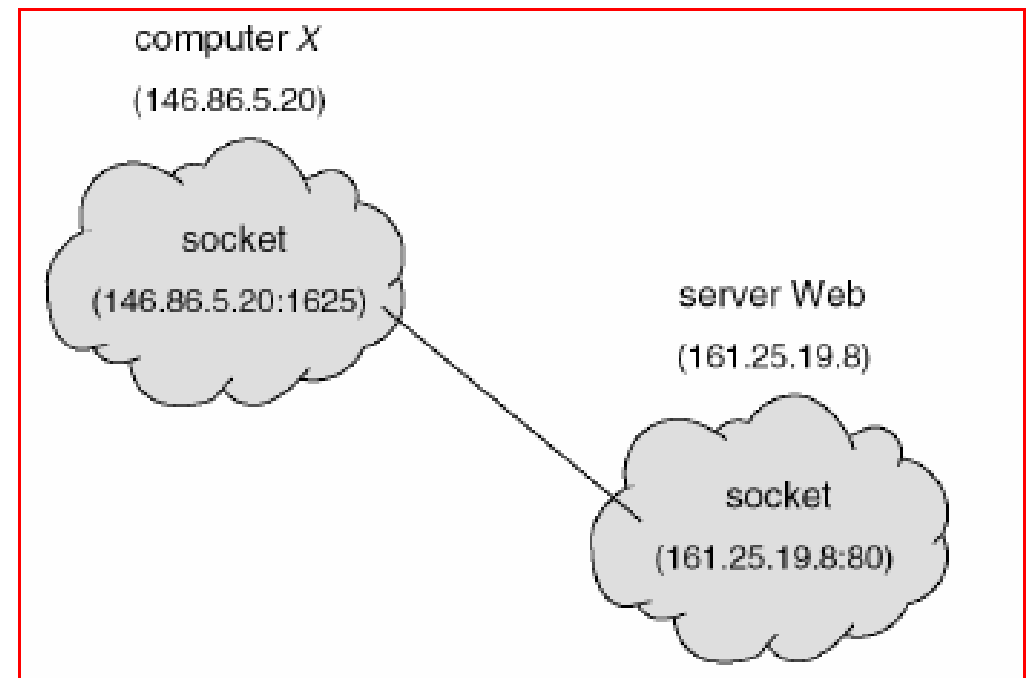 computer X
(146.86.5.20)
socket
(146.86.5.20:1625)
server Web
(161.25.19.8)
socket
(161.25.19.8:80)